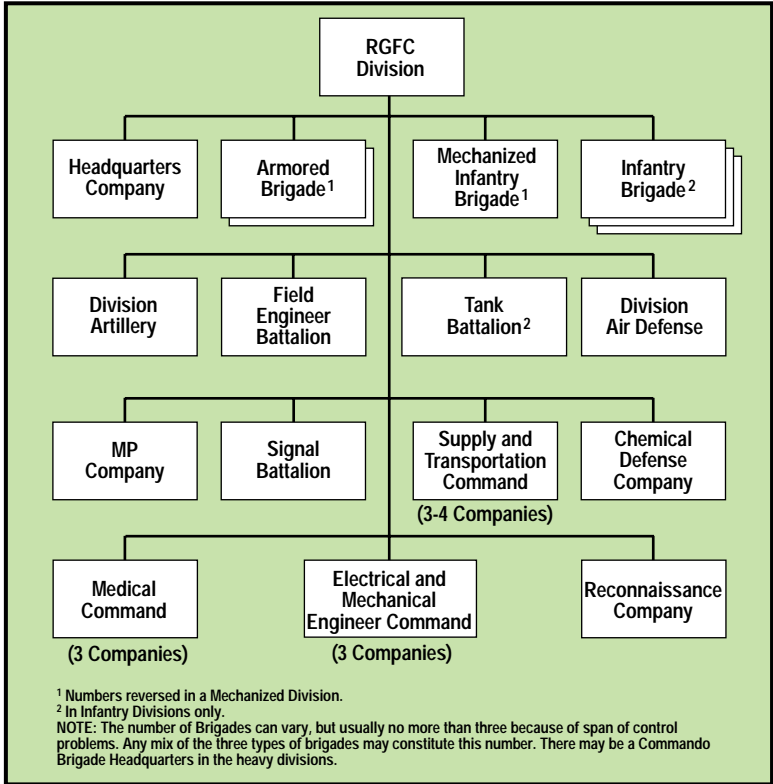 RGFC
Division
Headquarters
Company
Armored
Brigade¹
Mechanized
Infantry
Brigade¹
Infantry
Brigade²
Division
Artillery
Field
Engineer
Battalion
Tank
Battalion²
Division
Air Defense
MP
Company
Signal
Battalion
Supply and
Transportation
Command
(3-4 Companies)
Chemical
Defense
Company
Medical
Command
(3 Companies)
Electrical and
Mechanical
Engineer Command
(3 Companies)
Reconnaissance
Company
¹ Numbers reversed in a Mechanized Division.
² In Infantry Divisions only.
NOTE: The number of Brigades can vary, but usually no more than three because of span of control
problems. Any mix of the three types of brigades may constitute this number. There may be a Commando
Brigade Headquarters in the heavy divisions.